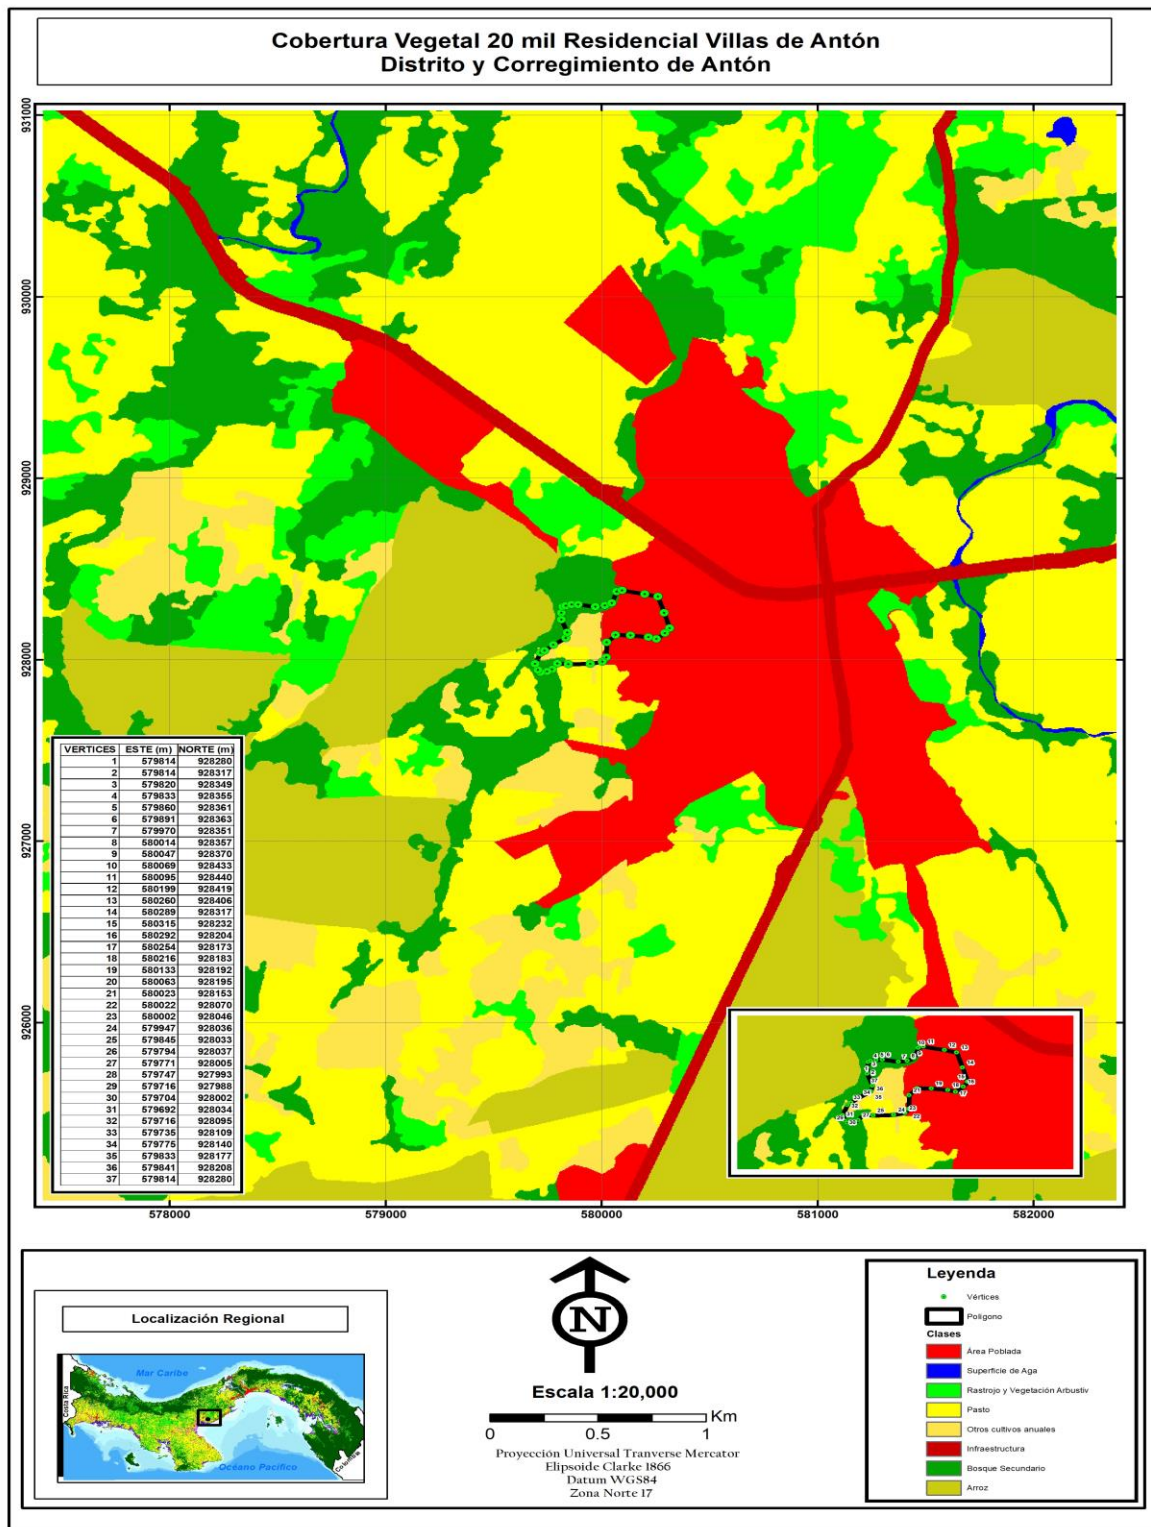 Cobertura Vegetal 20 mil Residencial Villas de Antón
Distrito y Corregimiento de Antón
931000
930000
929000
928000
927000
926000
578000
579000
580000
581000
582000
VERTICES ESTE (m) NORTE (m)
1 579814 928280
2 579814 928317
3 579820 928349
4 579833 928355
5 579860 928361
6 579891 928363
7 579970 928351
8 580014 928357
9 580047 928370
10 580069 928433
11 580095 928440
12 580199 928419
13 580260 928406
14 580289 928317
15 580315 928232
16 580292 928204
17 580254 928173
18 580216 928183
19 580133 928192
20 580063 928195
21 580023 928153
22 580022 928070
23 580002 928046
24 579947 928036
25 579845 928033
26 579794 928037
27 579771 928005
28 579747 927993
29 579716 927988
30 579704 928002
31 579692 928034
32 579716 928095
33 579735 928109
34 579775 928140
35 579833 928177
36 579841 928208
37 579814 928280
Localización Regional
Mar Caribe
Costa Rica
Océano Pacífico
Colombia
N
Escala 1:20,000
Km
0 0.5 1
Proyección Universal Tranverse Mercator
Elipsoide Clarke 1866
Datum WGS84
Zona Norte 17
Leyenda
Vértices
Polígono
Clases
Área Poblada
Superficie de Aga
Rastrojo y Vegetación Arbustiv
Pasto
Otros cultivos anuales
Infraestructura
Bosque Secundario
Arroz